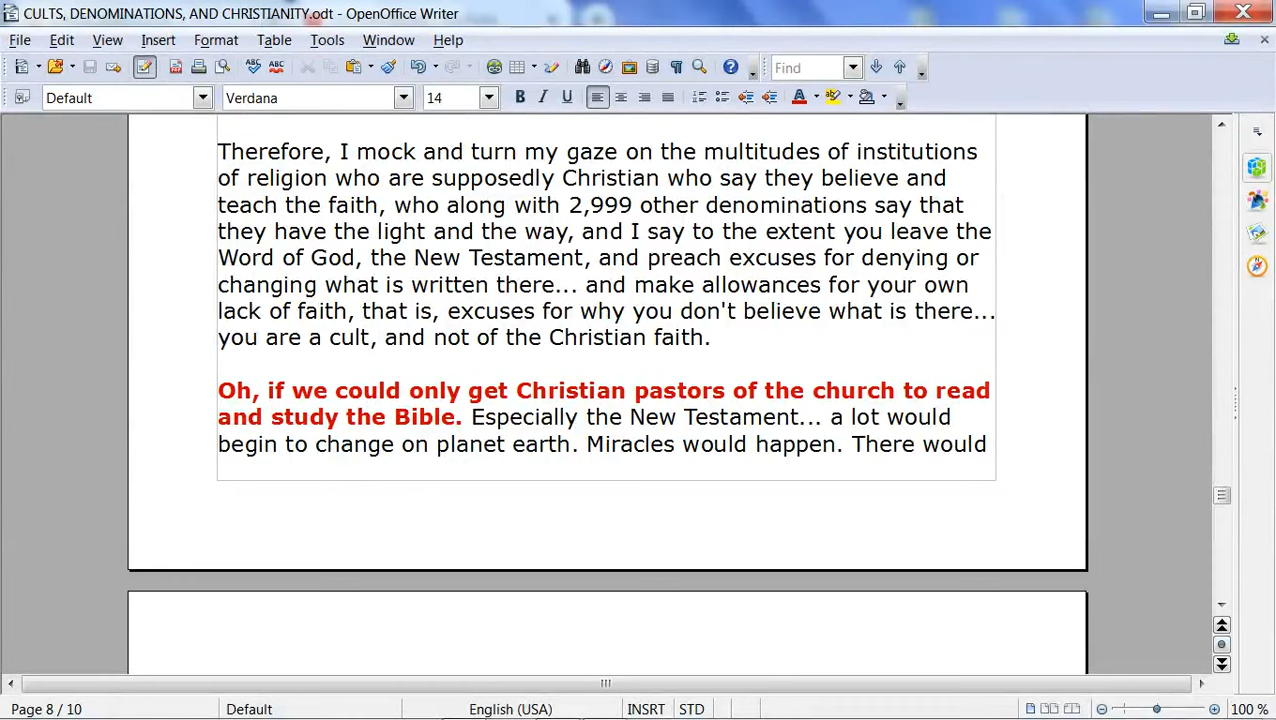 CULTS, DENOMINATIONS, AND CHRISTIANITY.odt - OpenOffice Writer
File Edit View Insert Format Table Tools Window Help
Find
Default Verdana 14
Therefore, I mock and turn my gaze on the multitudes of institutions
of religion who are supposedly Christian who say they believe and
teach the faith, who along with 2,999 other denominations say that
they have the light and the way, and I say to the extent you leave the
Word of God, the New Testament, and preach excuses for denying or
changing what is written there... and make allowances for your own
lack of faith, that is, excuses for why you don't believe what is there...
you are a cult, and not of the Christian faith.
Oh, if we could only get Christian pastors of the church to read
and study the Bible. Especially the New Testament... a lot would
begin to change on planet earth. Miracles would happen. There would
Page 8 / 10 Default English (USA) INSRT STD 100 %